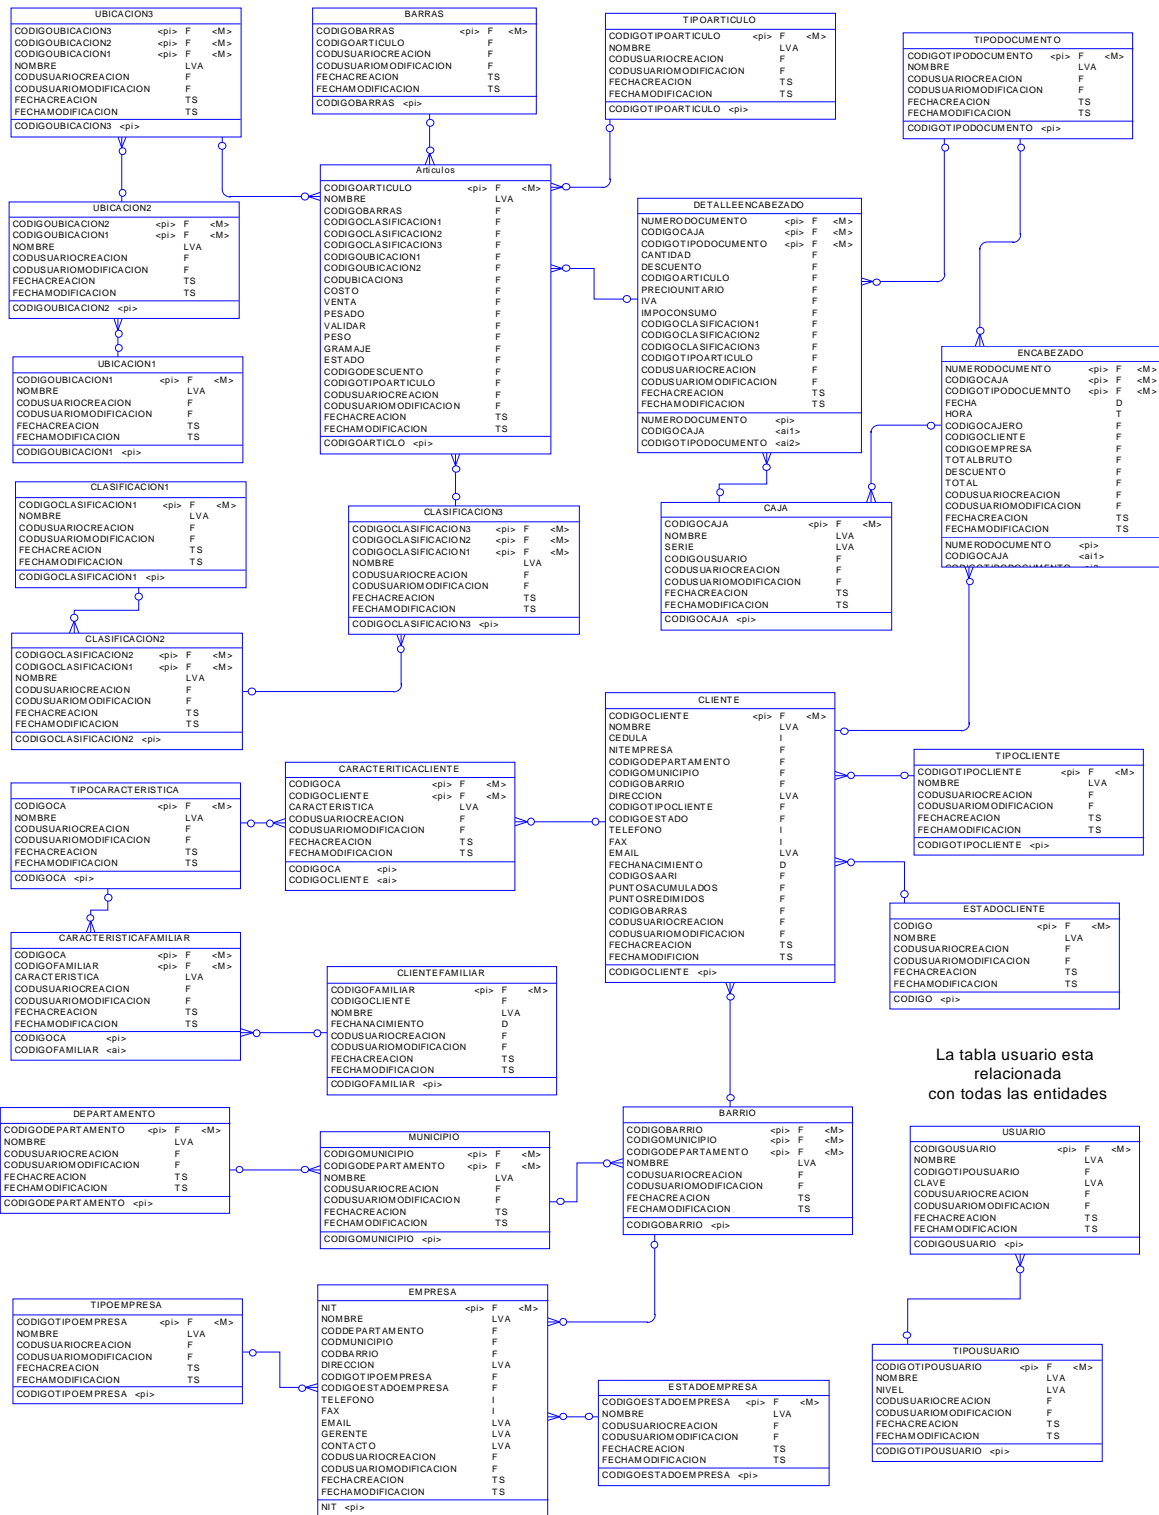 UBICACION3
CODIGOUBICACION3 <pi> F <M>
CODIGOUBICACION2 <pi> F <M>
CODIGOUBICACION1 <pi> F <M>
NOMBRE LVA
CODUSUARIOCREACION F
CODUSUARIOMODIFICACION F
FECHACREACION TS
FECHAMODIFICACION TS
CODIGOUBICACION3 <pi>
BARRAS
CODIGOBARRAS <pi> F <M>
CODIGOARTICULO F
CODUSUARIOCREACION F
CODUSUARIOMODIFICACION F
FECHACREACION TS
FECHAMODIFICACION TS
CODIGOBARRAS <pi>
TIPOARTICULO
CODIGOTIPOARTICULO <pi> F <M>
NOMBRE LVA
CODUSUARIOCREACION F
CODUSUARIOMODIFICACION F
FECHACREACION TS
FECHAMODIFICACION TS
CODIGOTIPOARTICULO <pi>
TIPODOCUMENTO
CODIGOTIPODOCUMENTO <pi> F <M>
NOMBRE LVA
CODUSUARIOCREACION F
CODUSUARIOMODIFICACION F
FECHACREACION TS
FECHAMODIFICACION TS
CODIGOTIPODOCUMENTO <pi>
UBICACION2
CODIGOUBICACION2 <pi> F <M>
CODIGOUBICACION1 <pi> F <M>
NOMBRE LVA
CODUSUARIOCREACION F
CODUSUARIOMODIFICACION F
FECHACREACION TS
FECHAMODIFICACION TS
CODIGOUBICACION2 <pi>
Articulos
CODIGOARTICULO <pi> F <M>
NOMBRE LVA
CODIGOBARRAS F
CODIGOCLASIFICACION1 F
CODIGOCLASIFICACION2 F
CODIGOCLASIFICACION3 F
CODIGOUBICACION1 F
CODIGOUBICACION2 F
CODUBICACION3 F
COSTO F
VENTA F
PESADO F
VALIDAR F
PESO F
GRAMAJE F
ESTADO F
CODIGODESCUENTO F
CODIGOTIPOARTICULO F
CODUSUARIOCREACION F
CODUSUARIOMODIFICACION F
FECHACREACION TS
FECHAMODIFICACION TS
CODIGOARTICLO <pi>
DETALLEENCABEZADO
NUMERODOCUMENTO <pi> F <M>
CODIGOCAJA <pi> F <M>
CODIGOTIPODOCUMENTO <pi> F <M>
CANTIDAD F
DESCUENTO F
CODIGOARTICULO F
PRECIOUNITARIO F
IVA F
IMPOCONSUMO F
CODIGOCLASIFICACION1 F
CODIGOCLASIFICACION2 F
CODIGOCLASIFICACION3 F
CODIGOTIPOARTICULO F
CODUSUARIOCREACION F
CODUSUARIOMODIFICACION F
FECHACREACION TS
FECHAMODIFICACION TS
NUMERODOCUMENTO <pi>
CODIGOCAJA <ai1>
CODIGOTIPODOCUMENTO <ai2>
UBICACION1
CODIGOUBICACION1 <pi> F <M>
NOMBRE LVA
CODUSUARIOCREACION F
CODUSUARIOMODIFICACION F
FECHACREACION TS
FECHAMODIFICACION TS
CODIGOUBICACION1 <pi>
ENCABEZADO
NUMERODOCUMENTO <pi> F <M>
CODIGOCAJA <pi> F <M>
CODIGOTIPODOCUEMNTO <pi> F <M>
FECHA D
HORA T
CODIGOCAJERO F
CODIGOCLIENTE F
CODIGOEMPRESA F
TOTALBRUTO F
DESCUENTO F
TOTAL F
CODUSUARIOCREACION F
CODUSUARIOMODIFICACION F
FECHACREACION TS
FECHAMODIFICACION TS
NUMERODOCUMENTO <pi>
CODIGOCAJA <ai1>
CLASIFICACION1
CODIGOCLASIFICACION1 <pi> F <M>
NOMBRE LVA
CODUSUARIOCREACION F
CODUSUARIOMODIFICACION F
FECHACREACION TS
FECHAMODIFICACION TS
CODIGOCLASIFICACION1 <pi>
CLASIFICACION3
CODIGOCLASIFICACION3 <pi> F <M>
CODIGOCLASIFICACION2 <pi> F <M>
CODIGOCLASIFICACION1 <pi> F <M>
NOMBRE LVA
CODUSUARIOCREACION F
CODUSUARIOMODIFICACION F
FECHACREACION TS
FECHAMODIFICACION TS
CODIGOCLASIFICACION3 <pi>
CAJA
CODIGOCAJA <pi> F <M>
NOMBRE LVA
SERIE LVA
CODIGOUSUARIO F
CODUSUARIOCREACION F
CODUSUARIOMODIFICACION F
FECHACREACION TS
FECHAMODIFICACION TS
CODIGOCAJA <pi>
CLASIFICACION2
CODIGOCLASIFICACION2 <pi> F <M>
CODIGOCLASIFICACION1 <pi> F <M>
NOMBRE LVA
CODUSUARIOCREACION F
CODUSUARIOMODIFICACION F
FECHACREACION TS
FECHAMODIFICACION TS
CODIGOCLASIFICACION2 <pi>
CLIENTE
CODIGOCLIENTE <pi> F <M>
NOMBRE LVA
CEDULA I
NITEMPRESA F
CODIGODEPARTAMENTO F
CODIGOMUNICIPIO F
CODIGOBARRIO F
DIRECCION LVA
CODIGOTIPOCLIENTE F
CODIGOESTADO F
TELEFONO I
FAX I
EMAIL LVA
FECHANACIMIENTO D
CODIGOSAARI F
PUNTOSACUMULADOS F
PUNTOSREDIMIDOS F
CODIGOBARRAS F
CODUSUARIOCREACION F
CODUSUARIOMODIFICACION F
FECHACREACION TS
FECHAMODIFICION TS
CODIGOCLIENTE <pi>
TIPOCLIENTE
CODIGOTIPOCLIENTE <pi> F <M>
NOMBRE LVA
CODUSUARIOCREACION F
CODUSUARIOMODIFICACION F
FECHACREACION TS
FECHAMODIFICACION TS
CODIGOTIPOCLIENTE <pi>
TIPOCARACTERISTICA
CODIGOCA <pi> F <M>
NOMBRE LVA
CODUSUARIOCREACION F
CODUSUARIOMODIFICACION F
FECHACREACION TS
FECHAMODIFICACION TS
CODIGOCA <pi>
CARACTERITICACLIENTE
CODIGOCA <pi> F <M>
CODIGOCLIENTE <pi> F <M>
CARACTERISTICA LVA
CODUSUARIOCREACION F
CODUSUARIOMODIFICACION F
FECHACREACION TS
FECHAMODIFICACION TS
CODIGOCA <pi>
CODIGOCLIENTE <ai>
ESTADOCLIENTE
CODIGO <pi> F <M>
NOMBRE LVA
CODUSUARIOCREACION F
CODUSUARIOMODIFICACION F
FECHACREACION TS
FECHAMODIFICACION TS
CODIGO <pi>
CARACTERISTICAFAMILIAR
CODIGOCA <pi> F <M>
CODIGOFAMILIAR <pi> F <M>
CARACTERISTICA LVA
CODUSUARIOCREACION F
CODUSUARIOMODIFICACION F
FECHACREACION TS
FECHAMODIFICACION TS
CODIGOCA <pi>
CODIGOFAMILIAR <ai>
CLIENTEFAMILIAR
CODIGOFAMILIAR <pi> F <M>
CODIGOCLIENTE F
NOMBRE LVA
FECHANACIMIENTO D
CODUSUARIOCREACION F
CODUSUARIOMODIFICACION F
FECHACREACION TS
FECHAMODIFICACION TS
CODIGOFAMILIAR <pi>
La tabla usuario esta
relacionada
con todas las entidades
DEPARTAMENTO
CODIGODEPARTAMENTO <pi> F <M>
NOMBRE LVA
CODUSUARIOCREACION F
CODUSUARIOMODIFICACION F
FECHACREACION TS
FECHAMODIFICACION TS
CODIGODEPARTAMENTO <pi>
MUNICIPIO
CODIGOMUNICIPIO <pi> F <M>
CODIGODEPARTAMENTO <pi> F <M>
NOMBRE LVA
CODUSUARIOCREACION F
CODUSUARIOMODIFICACION F
FECHACREACION TS
FECHAMODIFICACION TS
CODIGOMUNICIPIO <pi>
BARRIO
CODIGOBARRIO <pi> F <M>
CODIGOMUNICIPIO <pi> F <M>
CODIGODEPARTAMENTO <pi> F <M>
NOMBRE LVA
CODUSUARIOCREACION F
CODUSUARIOMODIFICACION F
FECHACREACION TS
FECHAMODIFICACION TS
CODIGOBARRIO <pi>
USUARIO
CODIGOUSUARIO <pi> F <M>
NOMBRE LVA
CODIGOTIPOUSUARIO F
CLAVE LVA
CODUSUARIOCREACION F
CODUSUARIOMODIFICACION F
FECHACREACION TS
FECHAMODIFICACION TS
CODIGOUSUARIO <pi>
TIPOEMPRESA
CODIGOTIPOEMPRESA <pi> F <M>
NOMBRE LVA
CODUSUARIOCREACION F
CODUSUARIOMODIFICACION F
FECHACREACION TS
FECHAMODIFICACION TS
CODIGOTIPOEMPRESA <pi>
EMPRESA
NIT <pi> F <M>
NOMBRE LVA
CODDEPARTAMENTO F
CODMUNICIPIO F
CODBARRIO F
DIRECCION LVA
CODIGOTIPOEMPRESA F
CODIGOESTADOEMPRESA F
TELEFONO I
FAX I
EMAIL LVA
GERENTE LVA
CONTACTO LVA
CODUSUARIOCREACION F
CODUSUARIOMODIFICACION F
FECHACREACION TS
FECHAMODIFICACION TS
NIT <pi>
ESTADOEMPRESA
CODIGOESTADOEMPRESA <pi> F <M>
NOMBRE LVA
CODUSUARIOCREACION F
CODUSUARIOMODIFICACION F
FECHACREACION TS
FECHAMODIFICACION TS
CODIGOESTADOEMPRESA <pi>
TIPOUSUARIO
CODIGOTIPOUSUARIO <pi> F <M>
NOMBRE LVA
NIVEL LVA
CODUSUARIOCREACION F
CODUSUARIOMODIFICACION F
FECHACREACION TS
FECHAMODIFICACION TS
CODIGOTIPOUSUARIO <pi>